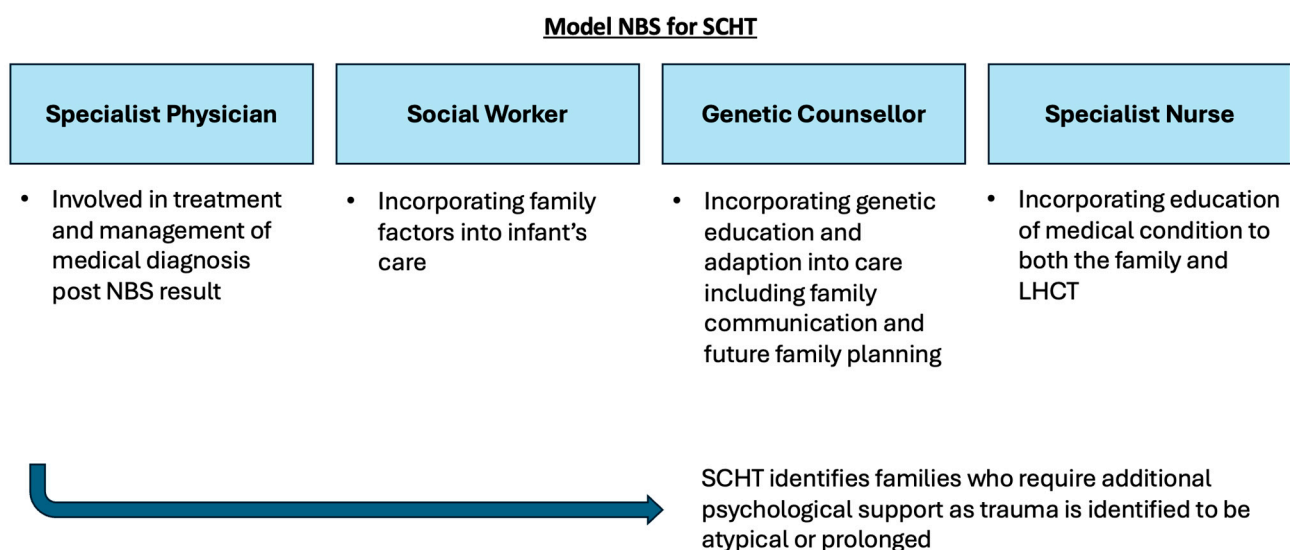 Model NBS for SCHT
Specialist Physician
Social Worker
Genetic Counsellor
Specialist Nurse
• Involved in treatment
and management of
medical diagnosis
post NBS result
• Incorporating family
factors into infant's
care
• Incorporating genetic
education and
adaption into care
including family
communication and
future family planning
• Incorporating education
of medical condition to
both the family and
LHCT
SCHT identifies families who require additional
psychological support as trauma is identified to be
atypical or prolonged